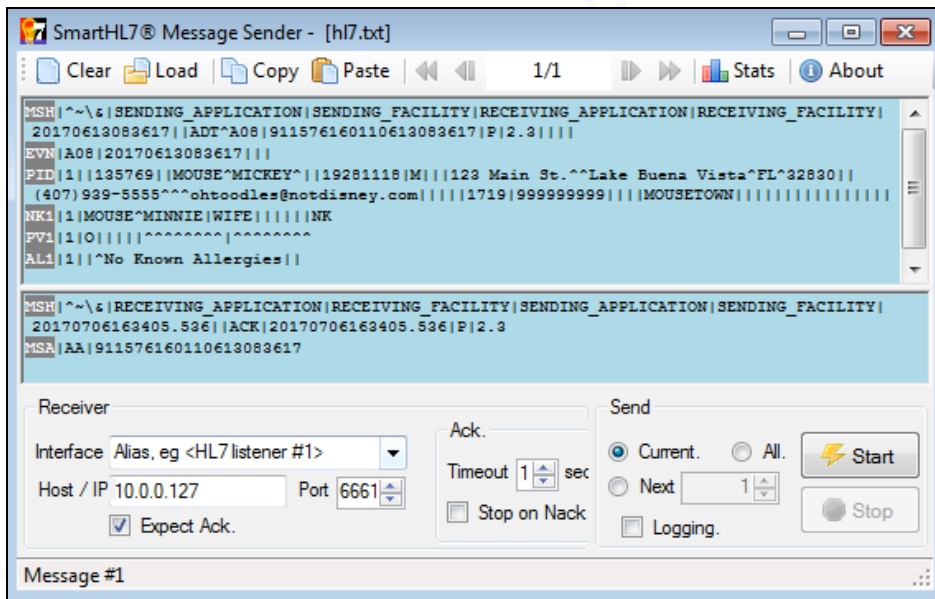 SmartHL7® Message Sender - [hl7.txt]
Clear Load Copy Paste 1/1 Stats About
MSH|^~\&|SENDING_APPLICATION|SENDING_FACILITY|RECEIVING_APPLICATION|RECEIVING_FACILITY|
20170613083617||ADT^A08|911576160110613083617|P|2.3||||
EVN|A08|20170613083617|||
PID|1||135769||MOUSE^MICKEY^||19281118|M|||123 Main St.^^Lake Buena Vista^FL^32830||
(407)939-5555^^^ohtoodles@notdisney.com|||||1719|999999999||||MOUSETOWN||||||||||||||||
NK1|1|MOUSE^MINNIE|WIFE||||||NK
PV1|1|O|||||^^^^^^^^|^^^^^^^^
AL1|1||^No Known Allergies||
MSH|^~\&|RECEIVING_APPLICATION|RECEIVING_FACILITY|SENDING_APPLICATION|SENDING_FACILITY|
20170706163405.536||ACK|20170706163405.536|P|2.3
MSA|AA|911576160110613083617
Receiver
Interface Alias, eg <HL7 listener #1>
Host / IP 10.0.0.127 Port 6661
Expect Ack.
Ack.
Timeout 1 sec
Stop on Nack
Send
Current. All.
Next 1
Logging.
Start
Stop
Message #1